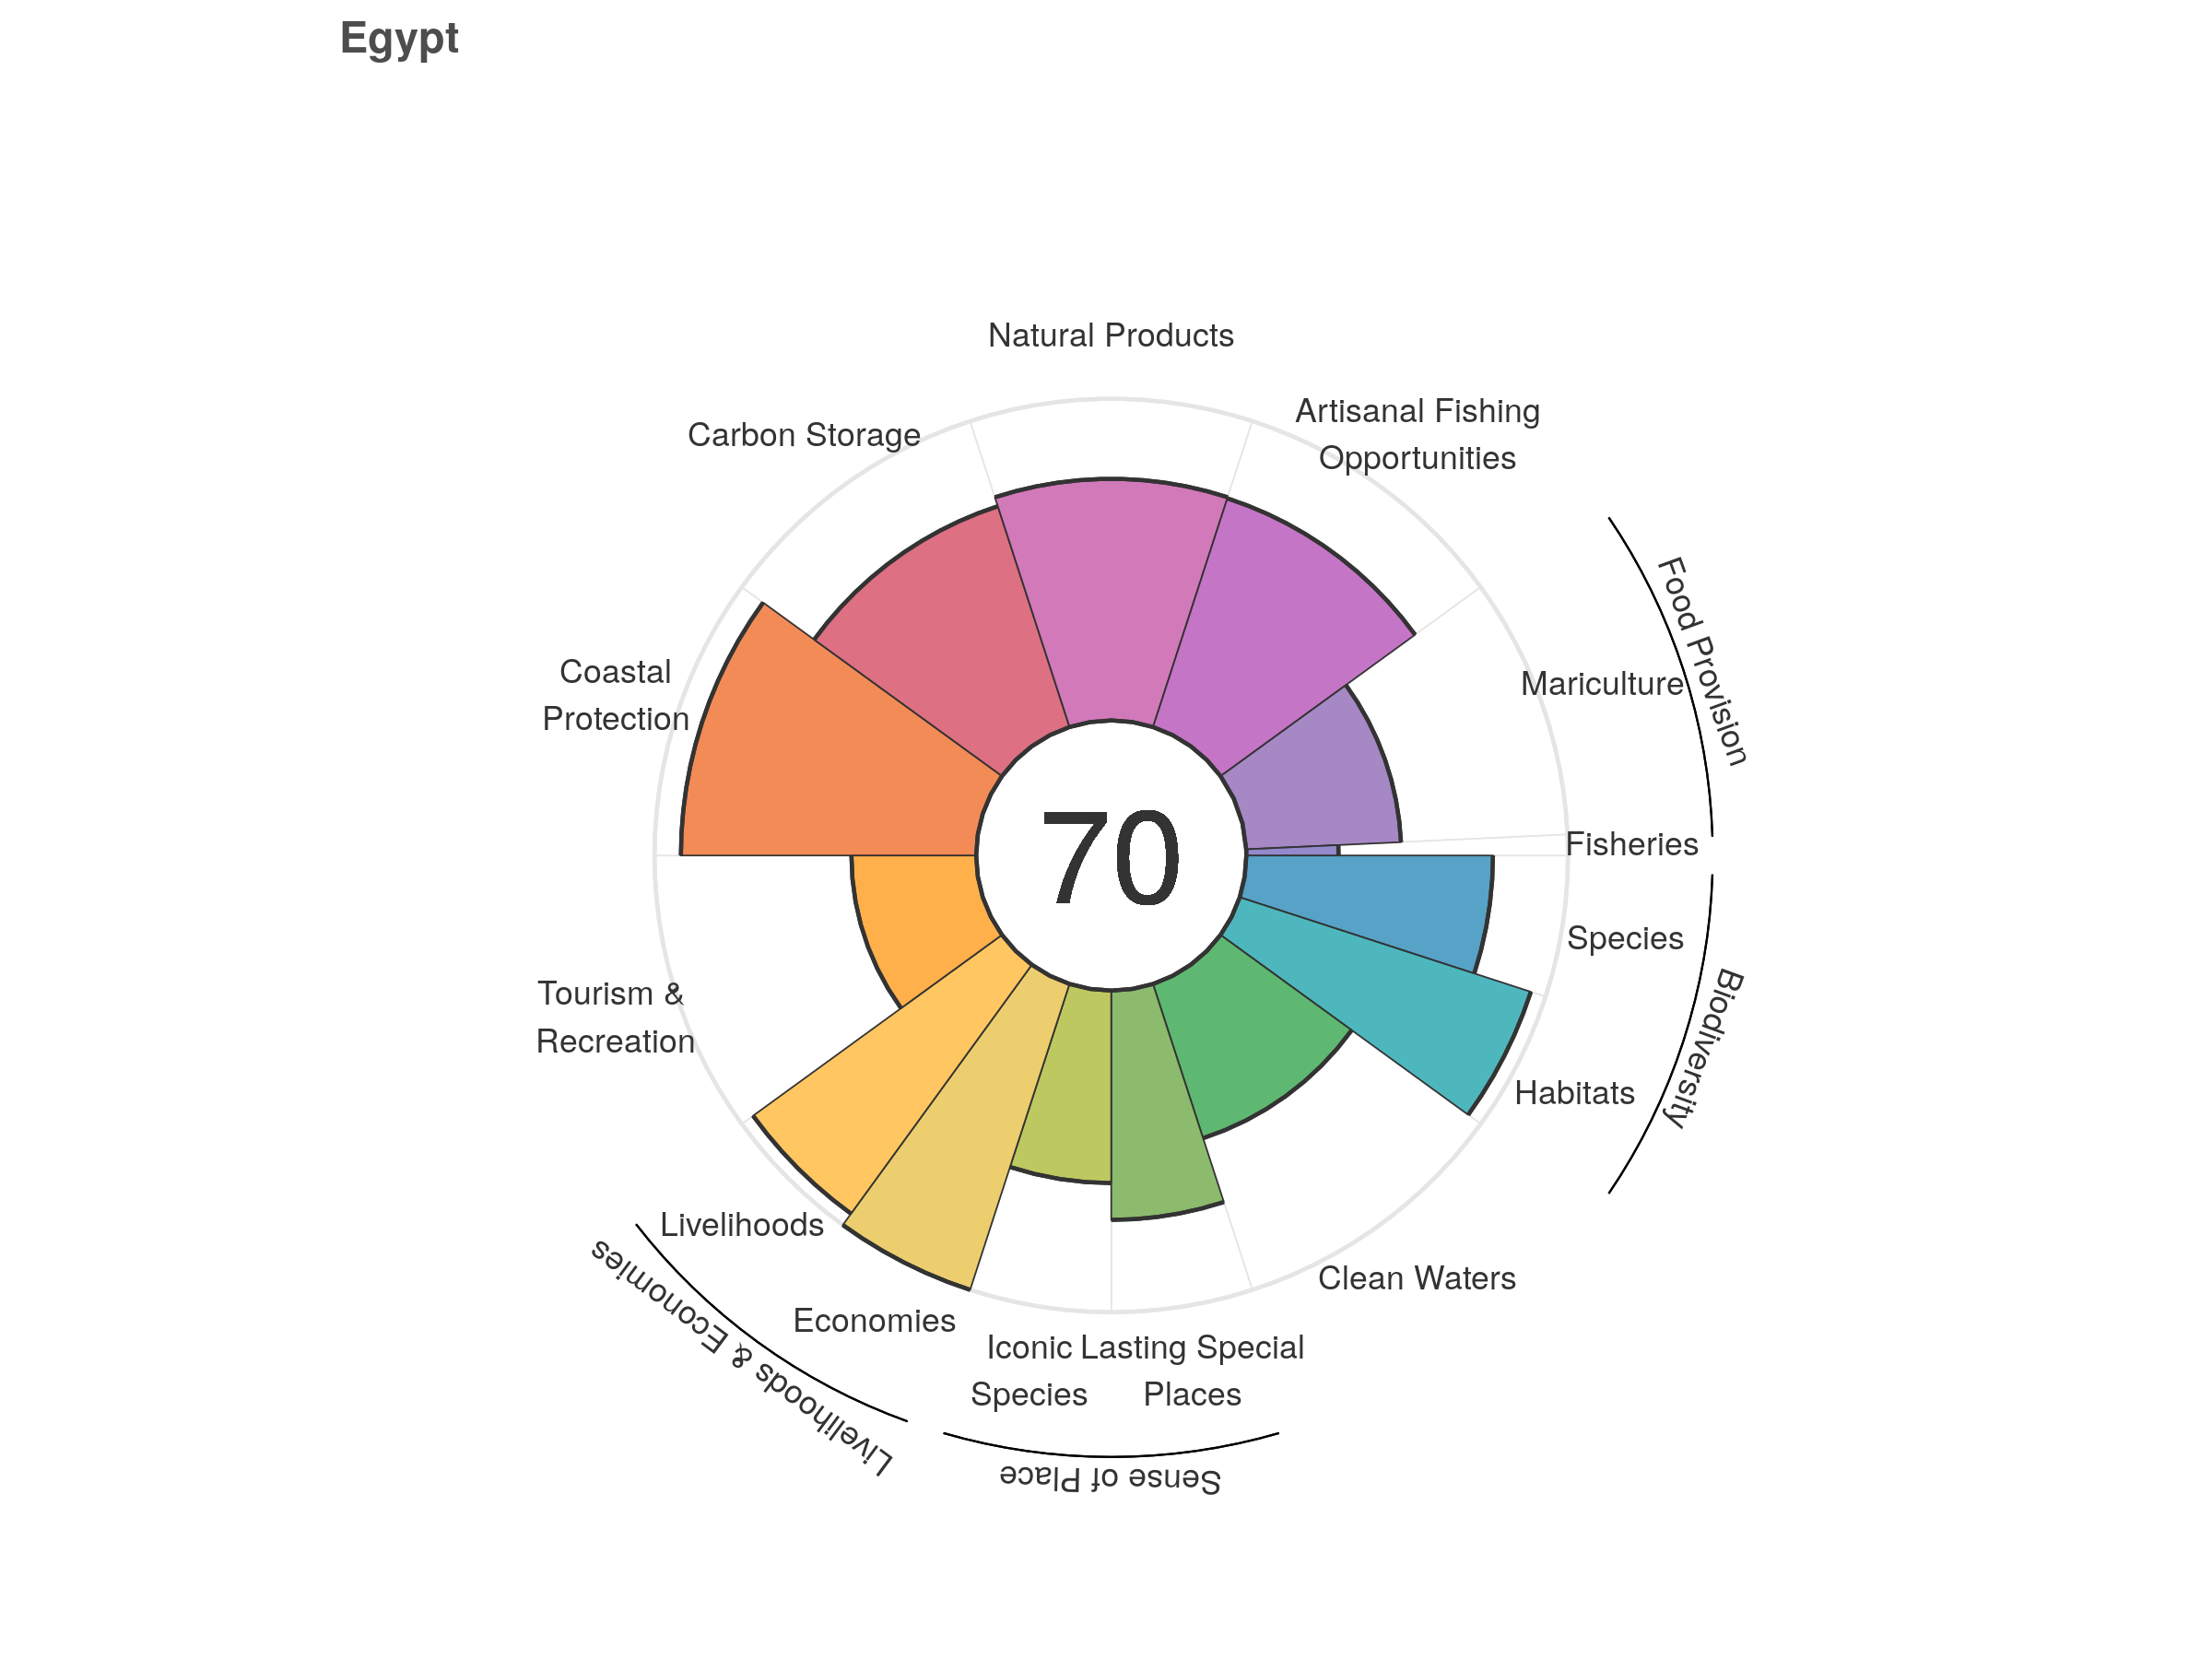 Egypt
Natural Products
Artisanal Fishing
Opportunities
Carbon Storage
Food Provision
Coastal
Protection
Mariculture
70
Fisheries
Species
Biodiversity
Tourism &
Recreation
Habitats
Livelihoods
Clean Waters
Livelihoods & Economies
Economies
Iconic
Species
Lasting Special
Places
Sense of Place